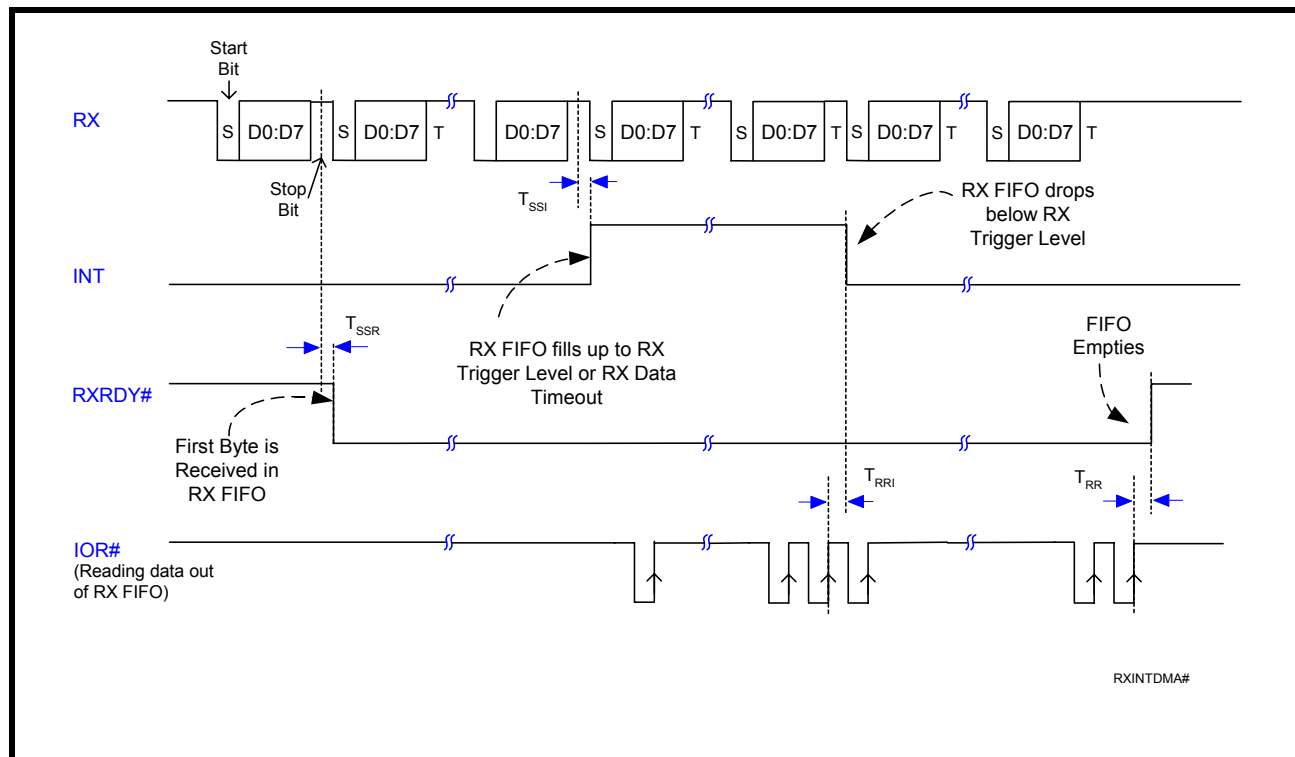 Start
Bit
RX
S
D0:D7
S
D0:D7
T
D0:D7
S
D0:D7
T
S
D0:D7
T
S
D0:D7
T
S
D0:D7
T
Stop
Bit
TSSI
RX FIFO drops
below RX
Trigger Level
INT
TSSR
RX FIFO fills up to RX
Trigger Level or RX Data
Timeout
FIFO
Empties
RXRDY#
First Byte is
Received in
RX FIFO
TRRI
TRR
IOR#
(Reading data out
of RX FIFO)
RXINTDMA#